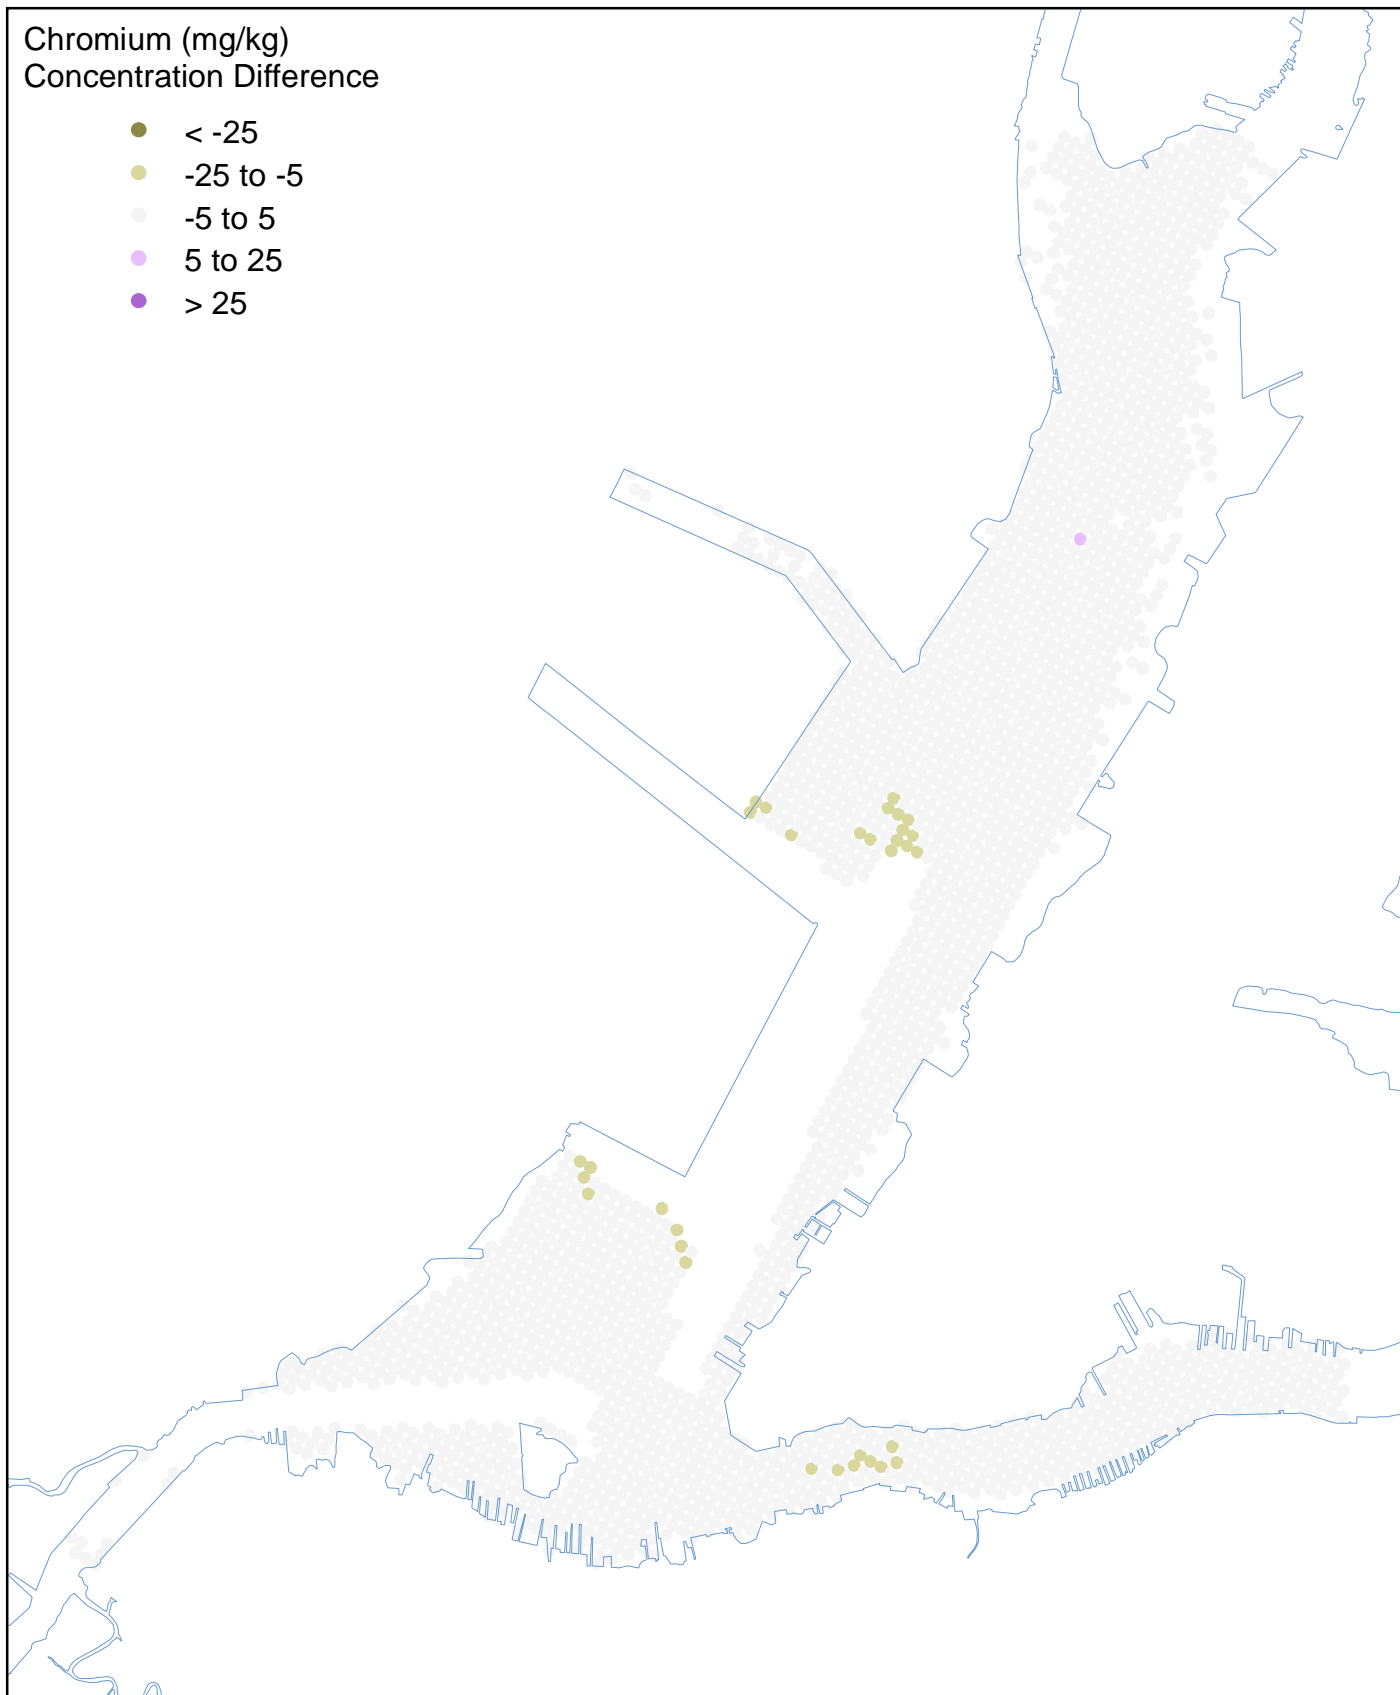 Chromium (mg/kg)
Concentration Difference
< -25
-25 to -5
-5 to 5
5 to 25
> 25